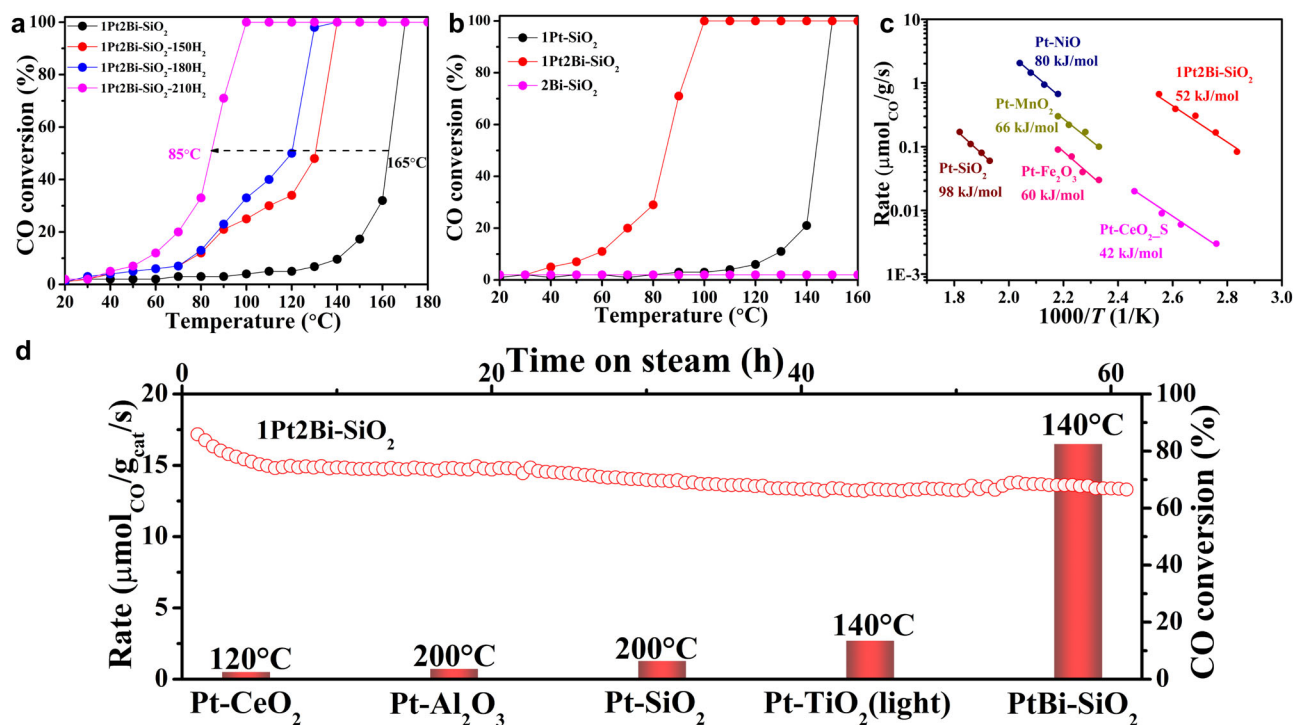 a
CO conversion (%)
100
80
60
40
20
0
1Pt2Bi-SiO₂
1Pt2Bi-SiO₂-150H₂
1Pt2Bi-SiO₂-180H₂
1Pt2Bi-SiO₂-210H₂
85°C
165°C
20 40 60 80 100 120 140 160 180
Temperature (°C)
b
CO conversion (%)
100
80
60
40
20
0
1Pt-SiO₂
1Pt2Bi-SiO₂
2Bi-SiO₂
20 40 60 80 100 120 140 160
Temperature (°C)
c
Rate (μmol_CO/g/s)
10
1
0.1
0.01
1E-3
Pt-NiO
80 kJ/mol
1Pt2Bi-SiO₂
52 kJ/mol
Pt-MnO₂
66 kJ/mol
Pt-SiO₂
98 kJ/mol
Pt-Fe₂O₃
60 kJ/mol
Pt-CeO₂_S
42 kJ/mol
1.8 2.0 2.2 2.4 2.6 2.8 3.0
1000/T (1/K)
d
Time on steam (h)
0 20 40 60
Rate (μmol_CO/g_cat/s)
20
15
10
5
0
1Pt2Bi-SiO₂
120°C
200°C
200°C
140°C
140°C
Pt-CeO₂
Pt-Al₂O₃
Pt-SiO₂
Pt-TiO₂(light)
PtBi-SiO₂
100
80
60
40
20
0
CO conversion (%)